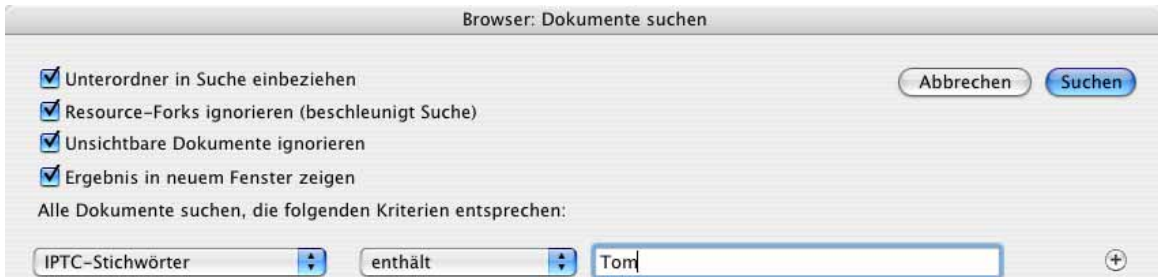 Browser: Dokumente suchen
Unterordner in Suche einbeziehen
Abbrechen Suchen
Resource-Forks ignorieren (beschleunigt Suche)
Unsichtbare Dokumente ignorieren
Ergebnis in neuem Fenster zeigen
Alle Dokumente suchen, die folgenden Kriterien entsprechen:
IPTC-Stichwörter enthält Tom